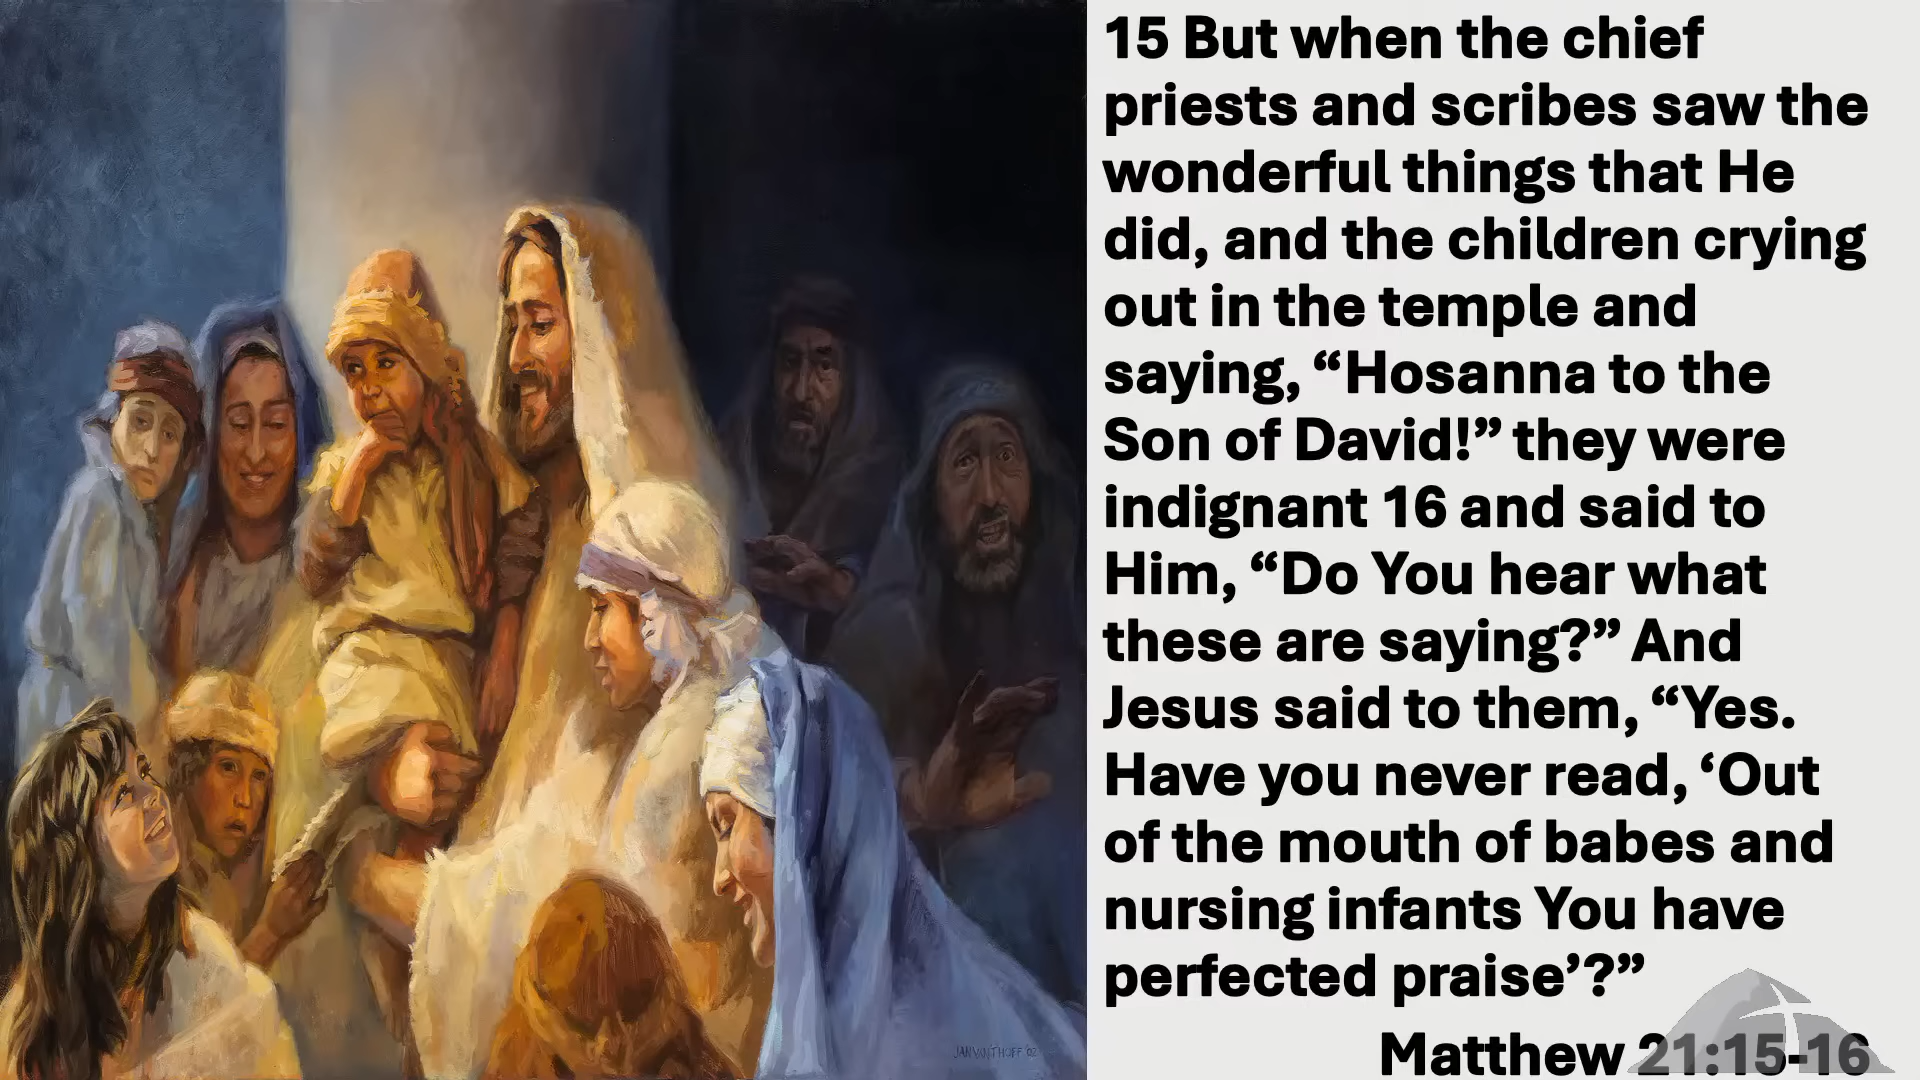 15 But when the chief
priests and scribes saw the
wonderful things that He
did, and the children crying
out in the temple and
saying, “Hosanna to the
Son of David!” they were
indignant 16 and said to
Him, “Do You hear what
these are saying?” And
Jesus said to them, “Yes.
Have you never read, ‘Out
of the mouth of babes and
nursing infants You have
perfected praise’?”
Matthew 21:15-16